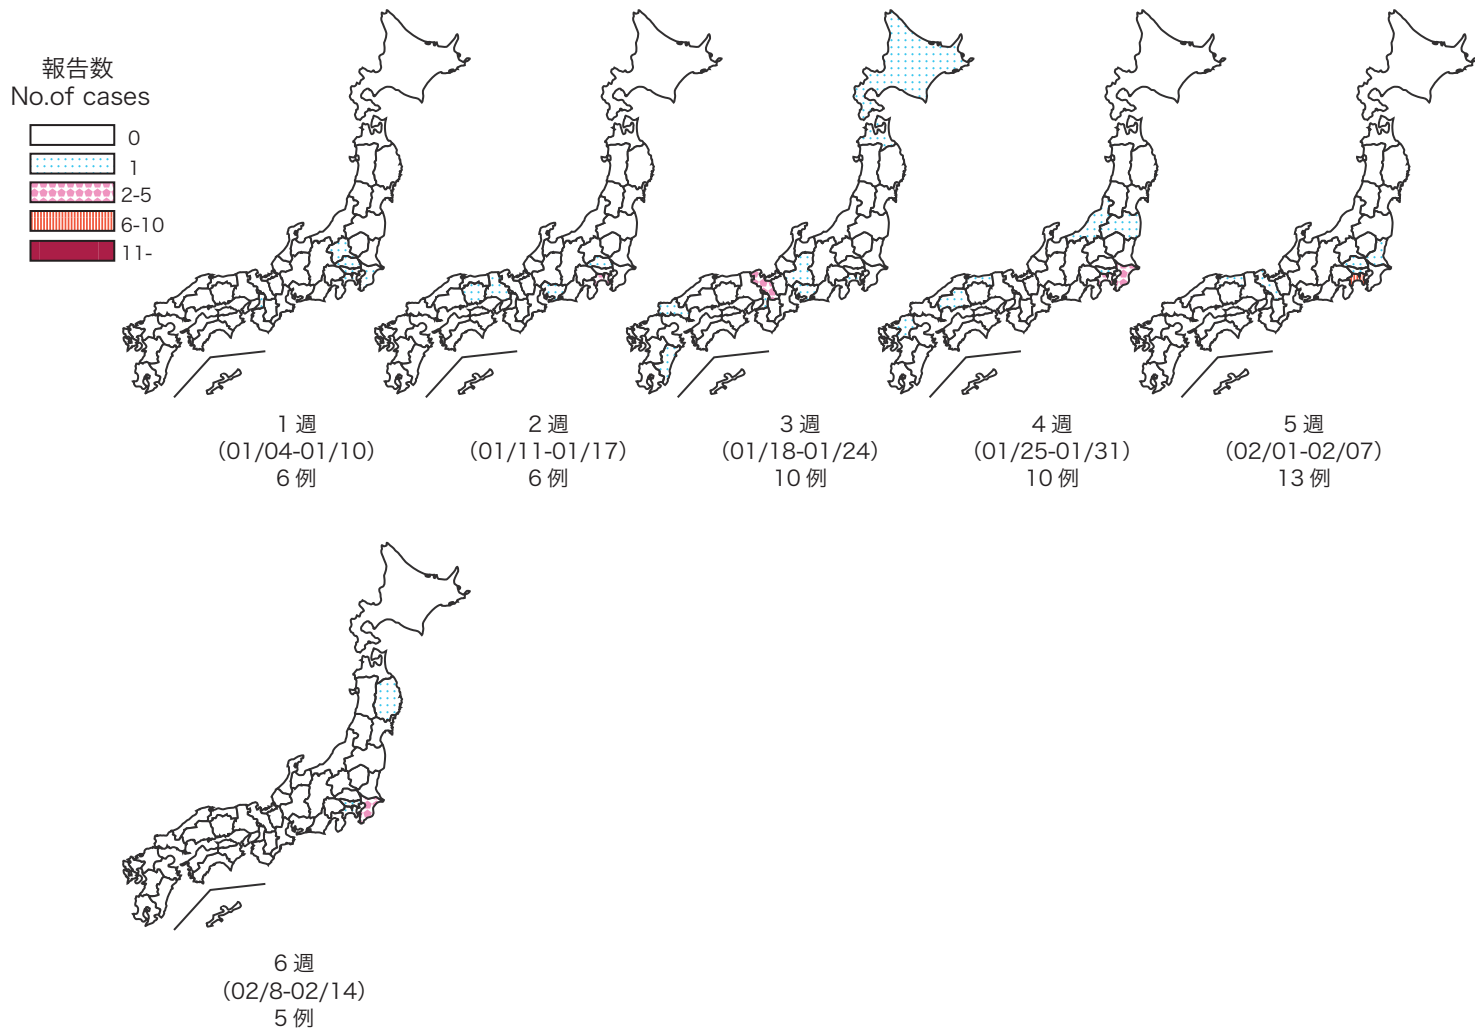 報告数
No.of cases
0
1
2-5
6-10
11-
1 週
（01/04-01/10）
6 例
2 週
（01/11-01/17）
6 例
3 週
（01/18-01/24）
10 例
4 週
（01/25-01/31）
10 例
5 週
（02/01-02/07）
13 例
6 週
（02/8-02/14）
5 例